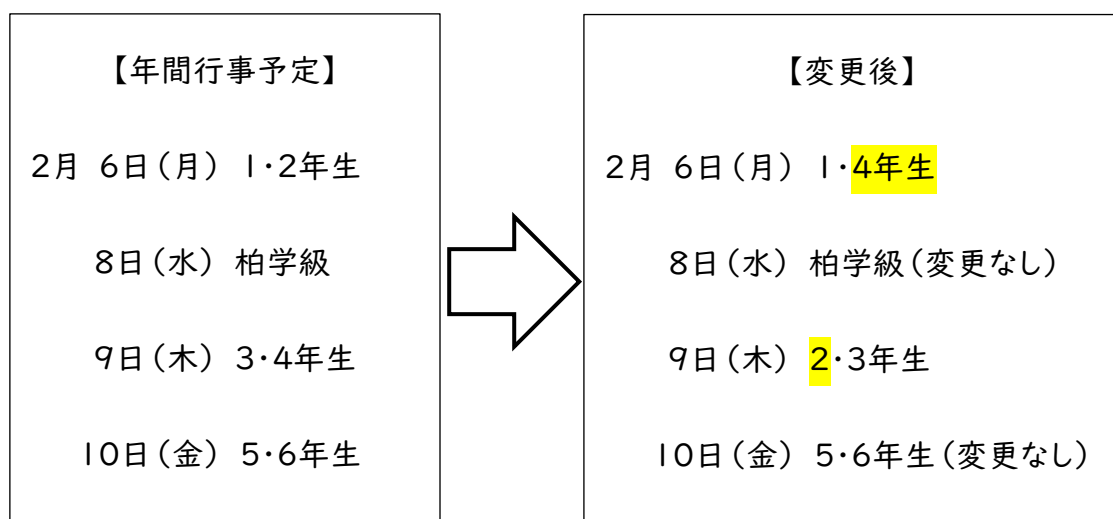 【年間行事予定】
2月 6日(月) 1・2年生
8日(水) 柏学級
9日(木) 3・4年生
10日(金) 5・6年生
【変更後】
2月 6日(月) 1・4年生
8日(水) 柏学級(変更なし)
9日(木) 2・3年生
10日(金) 5・6年生(変更なし)